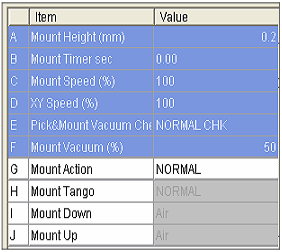 Item Value
A Mount Height (mm) 0.2
B Mount Timer sec 0.00
C Mount Speed (%) 100
D XY Speed (%) 100
E Pick&Mount Vacuum Che NORMAL CHK
F Mount Vacuum (%) 50
G Mount Action NORMAL
H Mount Tango NORMAL
I Mount Down Air
J Mount Up Air